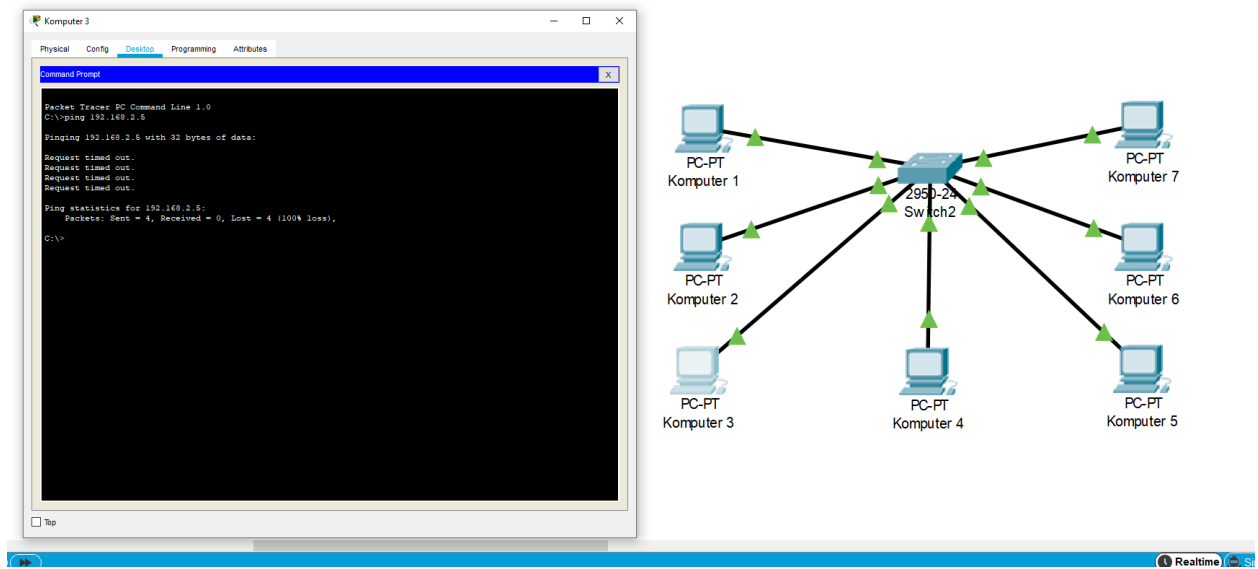 Komputer 3
Physical Config Desktop Programming Attributes
Command Prompt
X
Packet Tracer PC Command Line 1.0
C:\>ping 192.168.2.5
Pinging 192.168.2.5 with 32 bytes of data:
Request timed out.
Request timed out.
Request timed out.
Request timed out.
Ping statistics for 192.168.2.5:
Packets: Sent = 4, Received = 0, Lost = 4 (100% loss),
C:\>
Top
PC-PT
Komputer 1
PC-PT
Komputer 2
PC-PT
Komputer 3
PC-PT
Komputer 4
PC-PT
Komputer 5
PC-PT
Komputer 6
PC-PT
Komputer 7
2950-24
Switch2
Realtime